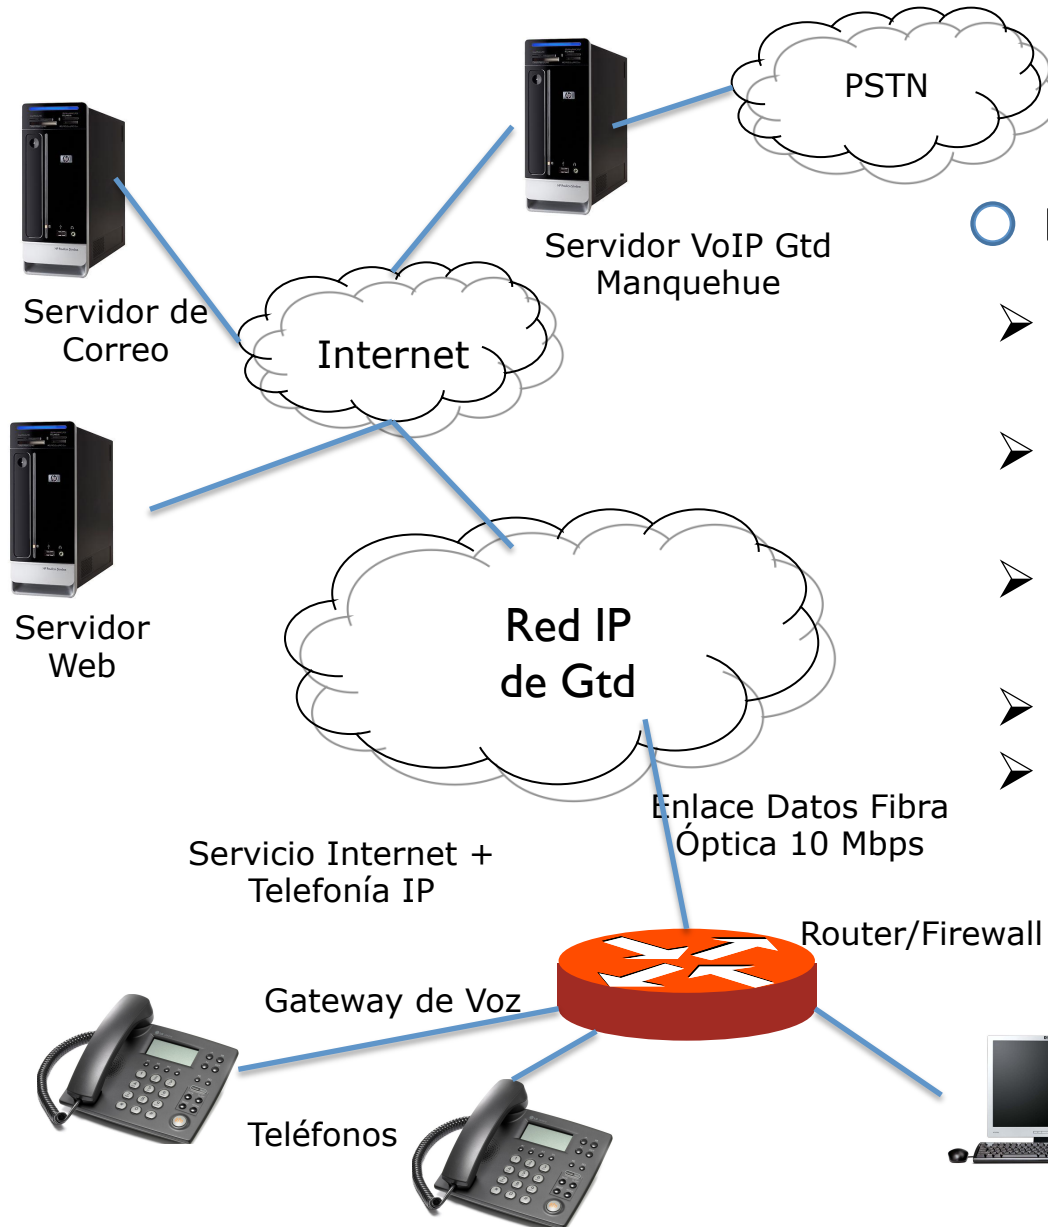 PSTN
Servidor VoIP Gtd
Manquehue
Servidor de
Correo
Internet
Servidor
Web
Red IP
de Gtd
Enlace Datos Fibra
Óptica 10 Mbps
Servicio Internet +
Telefonía IP
Router/Firewall
Gateway de Voz
Teléfonos